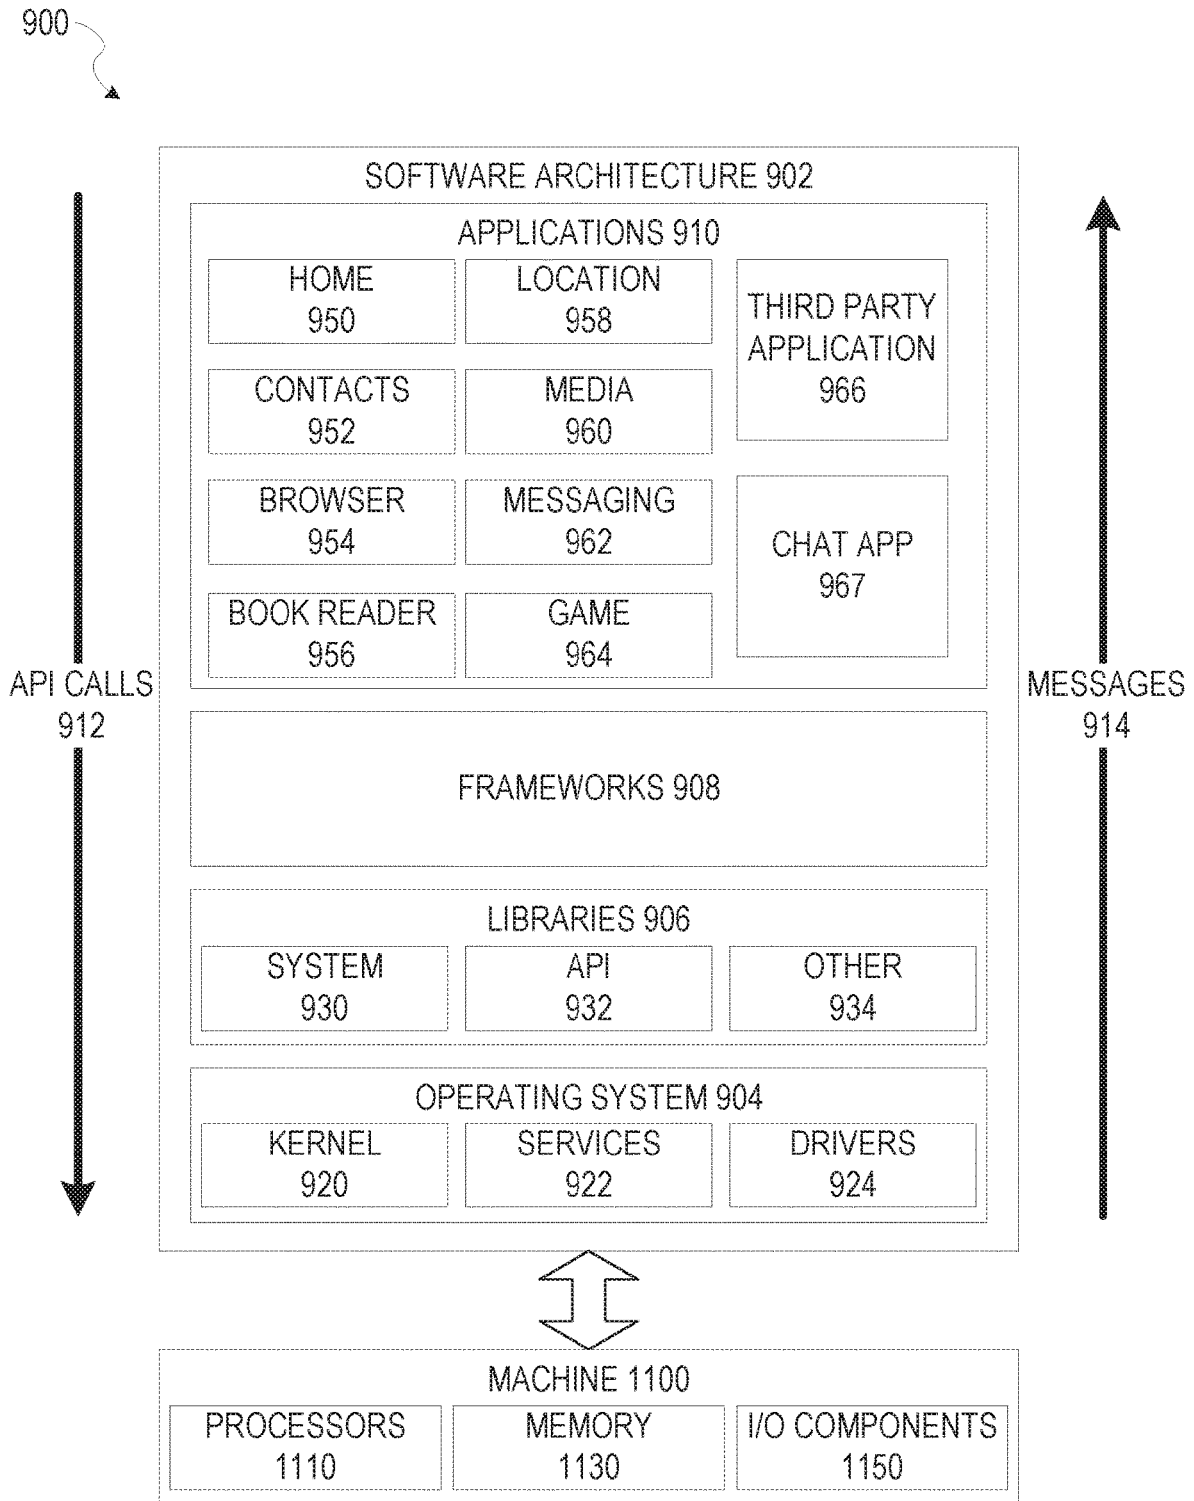 900
SOFTWARE ARCHITECTURE 902
APPLICATIONS 910
HOME
950
LOCATION
958
THIRD PARTY
APPLICATION
966
CONTACTS
952
MEDIA
960
BROWSER
954
MESSAGING
962
CHAT APP
967
BOOK READER
956
GAME
964
API CALLS
912
MESSAGES
914
FRAMEWORKS 908
LIBRARIES 906
SYSTEM
930
API
932
OTHER
934
OPERATING SYSTEM 904
KERNEL
920
SERVICES
922
DRIVERS
924
MACHINE 1100
PROCESSORS
1110
MEMORY
1130
I/O COMPONENTS
1150